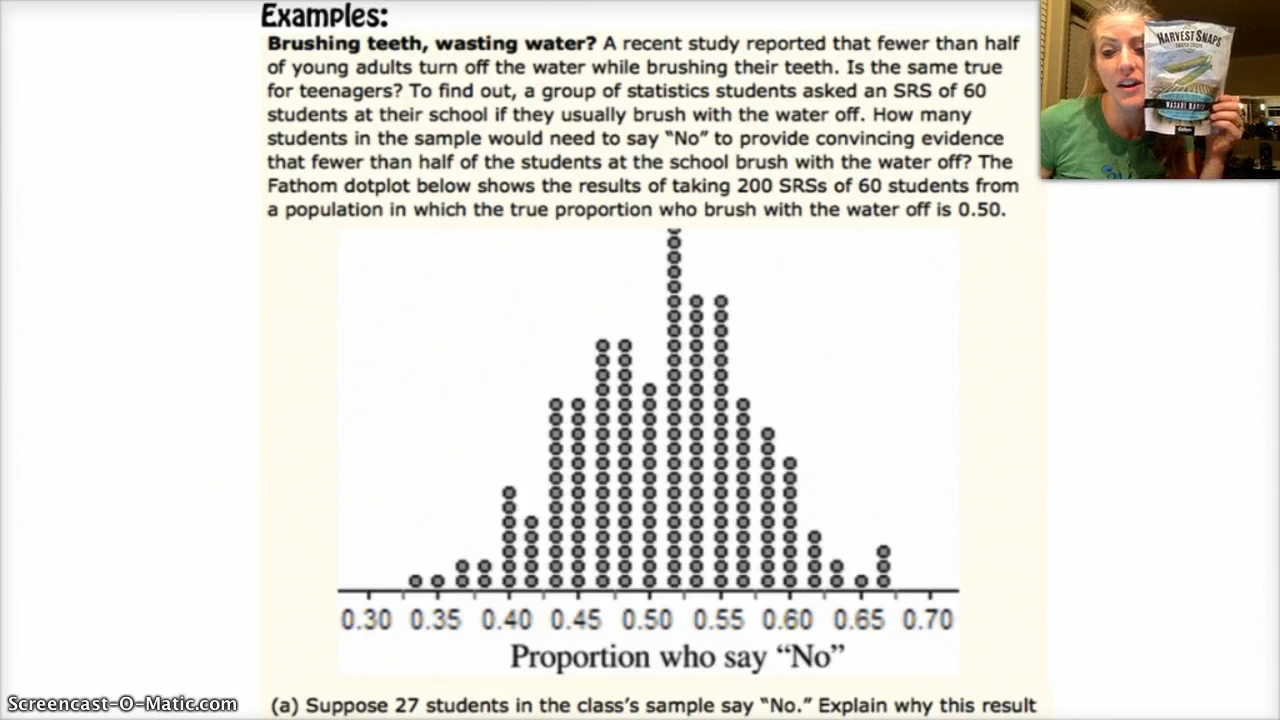 Examples:
Brushing teeth, wasting water? A recent study reported that fewer than half
of young adults turn off the water while brushing their teeth. Is the same true
for teenagers? To find out, a group of statistics students asked an SRS of 60
students at their school if they usually brush with the water off. How many
students in the sample would need to say “No” to provide convincing evidence
that fewer than half of the students at the school brush with the water off? The
Fathom dotplot below shows the results of taking 200 SRSs of 60 students from
a population in which the true proportion who brush with the water off is 0.50.
HARVEST SNAPS
WASABI RANCH
0.30 0.35 0.40 0.45 0.50 0.55 0.60 0.65 0.70
Proportion who say “No”
(a) Suppose 27 students in the class’s sample say “No.” Explain why this result
Screencast-O-Matic.com